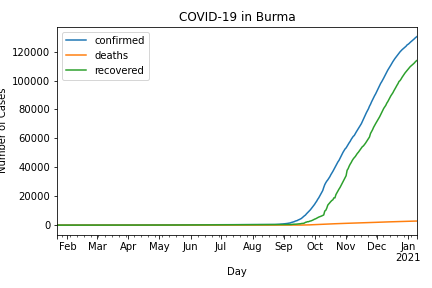 COVID-19 in Burma
confirmed
deaths
recovered
120000
100000
80000
60000
40000
20000
0
Number of Cases
Feb Mar Apr May Jun Jul Aug Sep Oct Nov Dec Jan
2021
Day